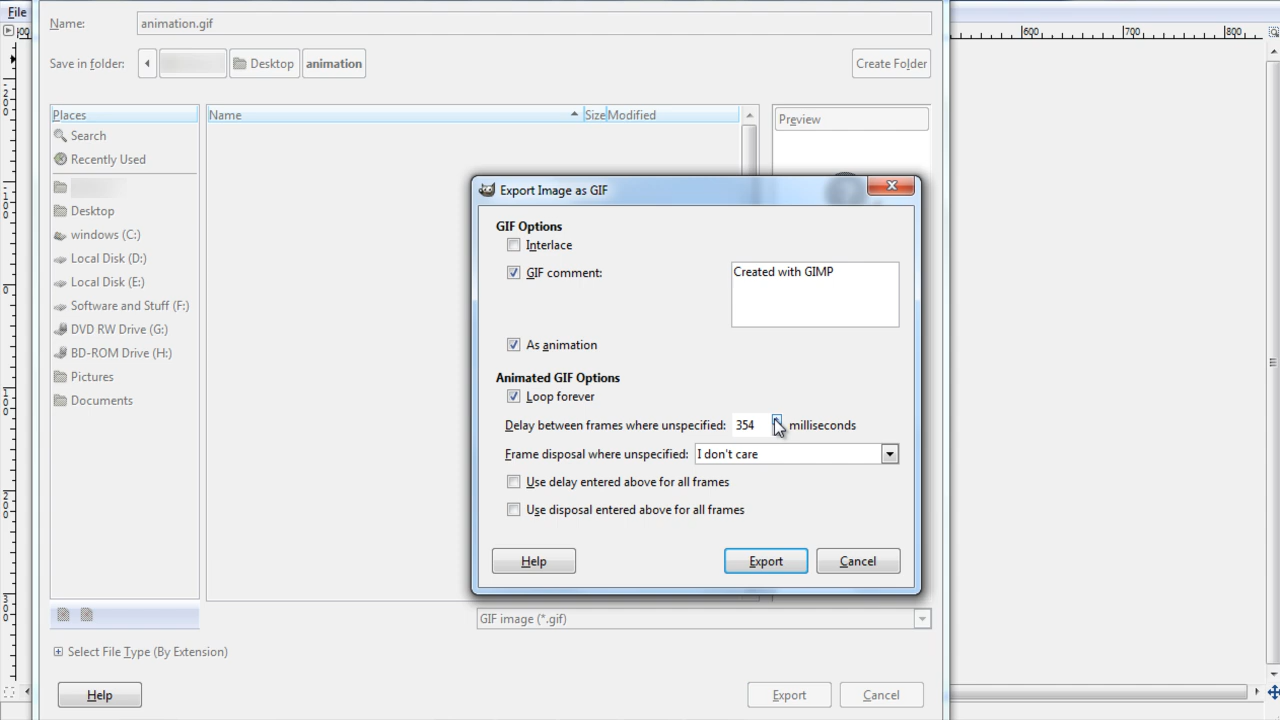 File
Name: animation.gif
600 700 800
Save in folder: Desktop animation Create Folder
Places Name Size Modified Preview
Search
Recently Used
Desktop
windows (C:)
Local Disk (D:)
Local Disk (E:)
Software and Stuff (F:)
DVD RW Drive (G:)
BD-ROM Drive (H:)
Pictures
Documents
Export Image as GIF
GIF Options
Interlace
GIF comment: Created with GIMP
As animation
Animated GIF Options
Loop forever
Delay between frames where unspecified: 354 milliseconds
Frame disposal where unspecified: I don't care
Use delay entered above for all frames
Use disposal entered above for all frames
Help Export Cancel
GIF image (*.gif)
Select File Type (By Extension)
Help Export Cancel